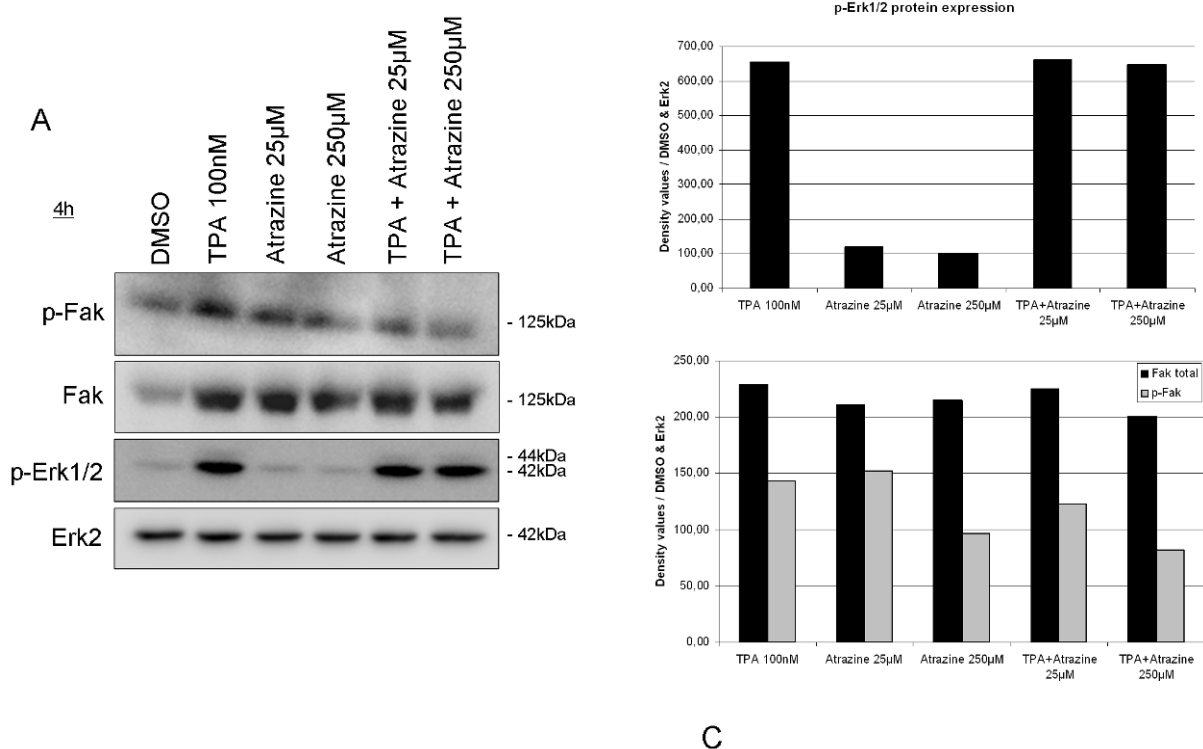 A
4h
DMSO
TPA 100nM
Atrazine 25µM
Atrazine 250µM
TPA + Atrazine 25µM
TPA + Atrazine 250µM
p-Fak
- 125kDa
Fak
- 125kDa
p-Erk1/2
- 44kDa
- 42kDa
Erk2
- 42kDa
p-Erk1/2 protein expression
Density values / DMSO & Erk2
700,00
600,00
500,00
400,00
300,00
200,00
100,00
0,00
TPA 100nM
Atrazine 25µM
Atrazine 250µM
TPA+Atrazine
25µM
TPA+Atrazine
250µM
Density values / DMSO & Erk2
250,00
200,00
150,00
100,00
50,00
0,00
Fak total
p-Fak
TPA 100nM
Atrazine 25µM
Atrazine 250µM
TPA+Atrazine
25µM
TPA+Atrazine
250µM
C